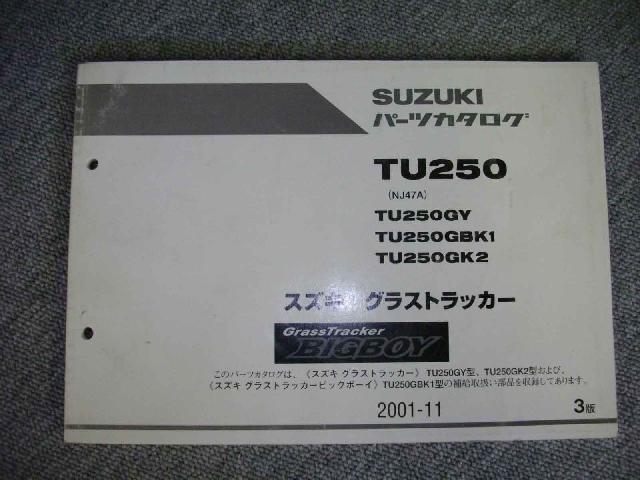 SUZUKI
パーツカタログ
TU250
(NJ47A)
TU250GY
TU250GBK1
TU250GK2
スズキ グラストラッカー
GrassTracker
BIGBOY
このパーツカタログは、《スズキ グラストラッカー》 TU250GY型、TU250GK2型および、
《スズキ グラストラッカービックボーイ》 TU250GBK1型の補給取扱い部品を収録してあります。
2001-11
3版